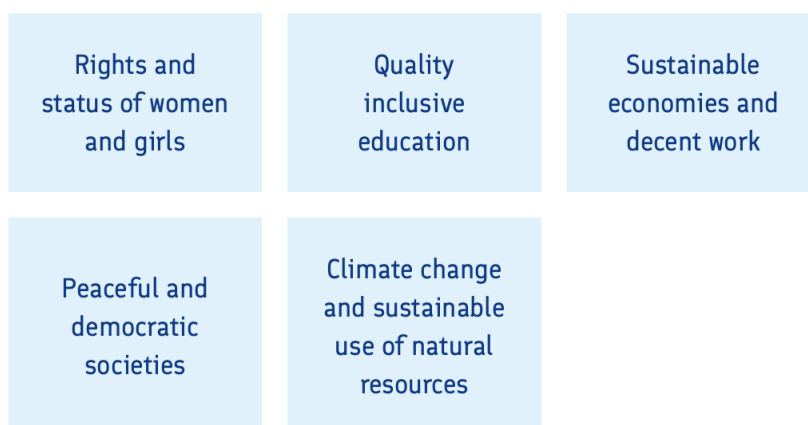 Rights and
status of women
and girls
Quality
inclusive
education
Sustainable
economies and
decent work
Peaceful and
democratic
societies
Climate change
and sustainable
use of natural
resources